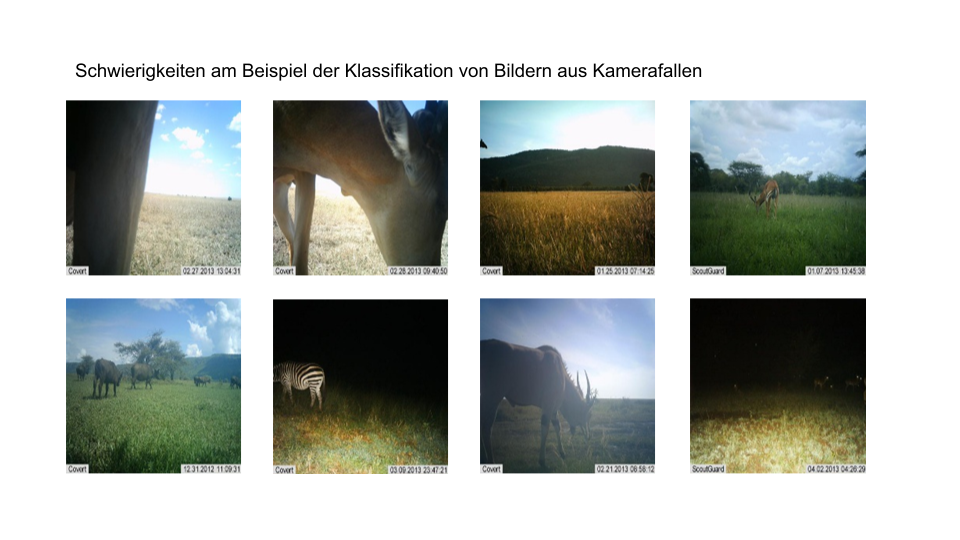 Schwierigkeiten am Beispiel der Klassifikation von Bildern aus Kamerafallen
Covert 02.27.2013 13:04:31
Covert 02.28.2013 09:40:50
Covert 01.25.2013 07:14:25
ScoutGuard 01.07.2013 13:45:38
Covert 12.31.2012 11:09:31
Covert 03.09.2013 23:47:21
Covert 02.21.2013 08:58:12
ScoutGuard 04.02.2013 04:26:29